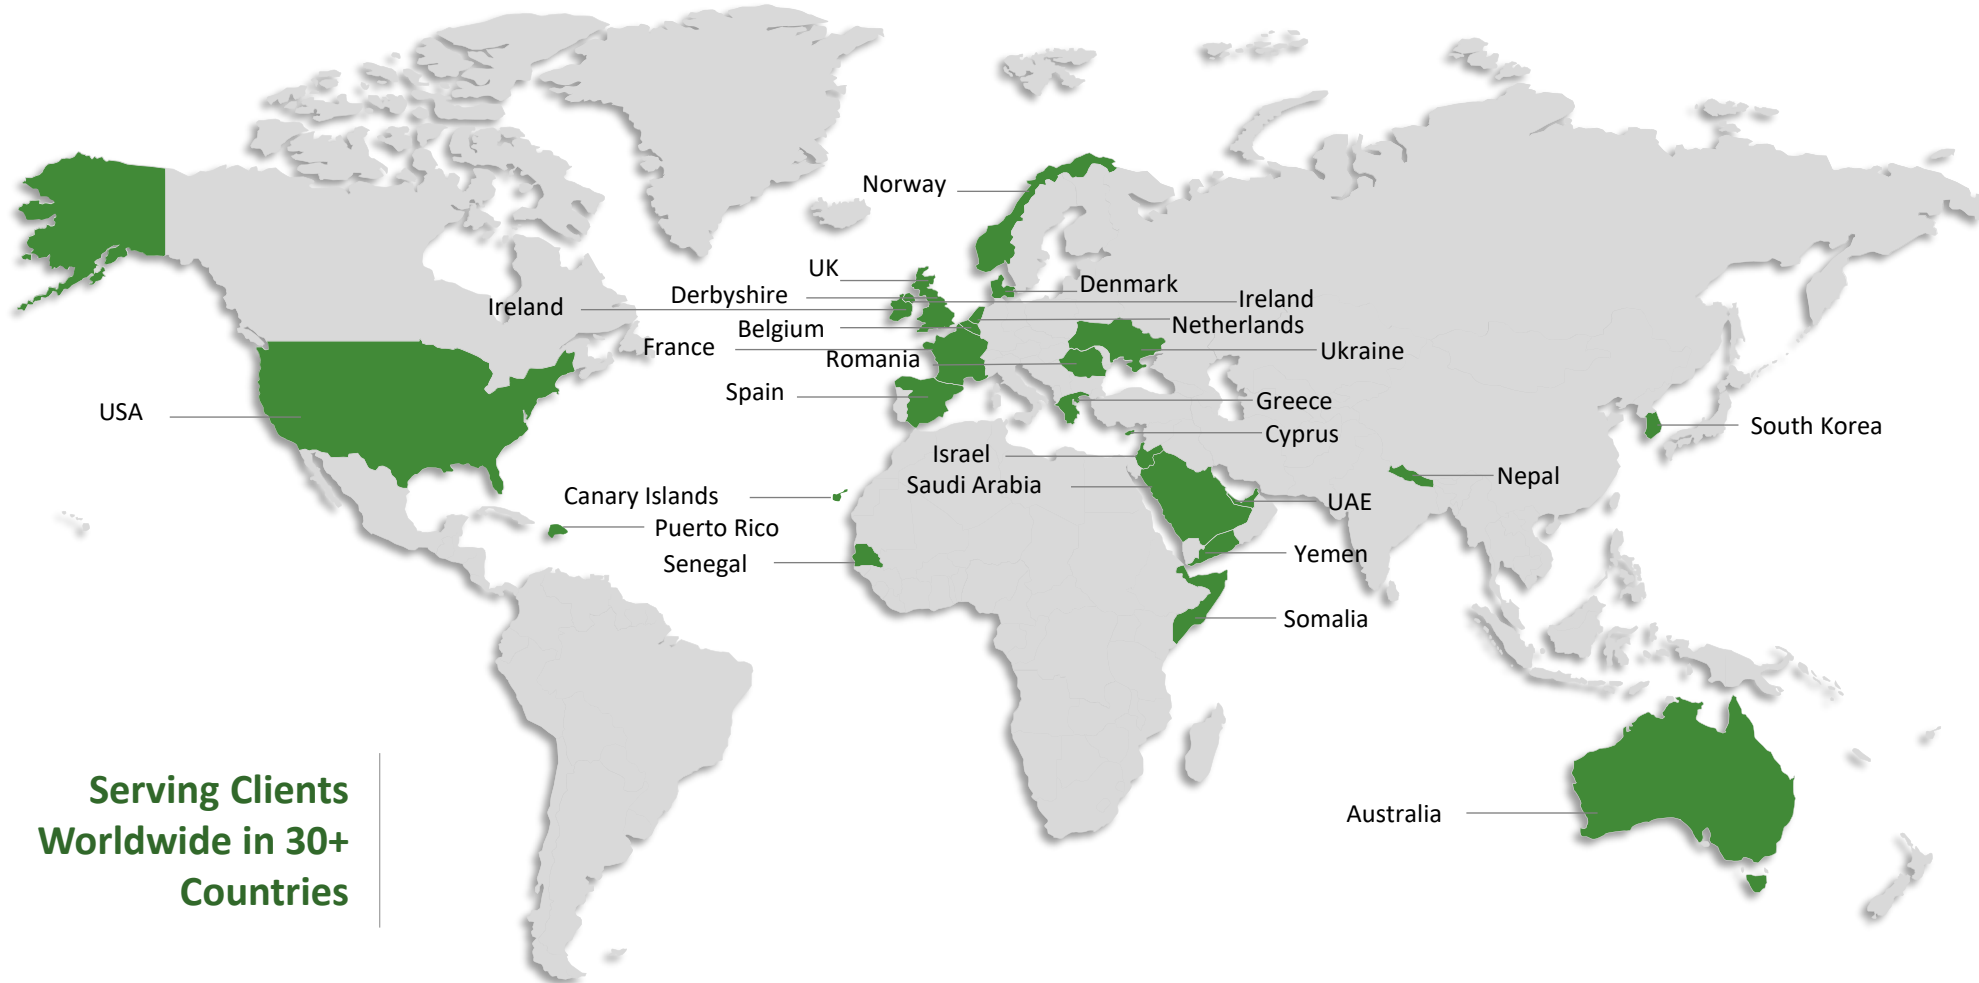 Norway
UK
Denmark
Derbyshire
Ireland
Ireland
Belgium
Netherlands
France
Romania
Ukraine
Spain
Greece
USA
Cyprus
South Korea
Israel
Nepal
Saudi Arabia
Canary Islands
UAE
Puerto Rico
Yemen
Senegal
Somalia
Australia
Serving Clients
Worldwide in 30+
Countries